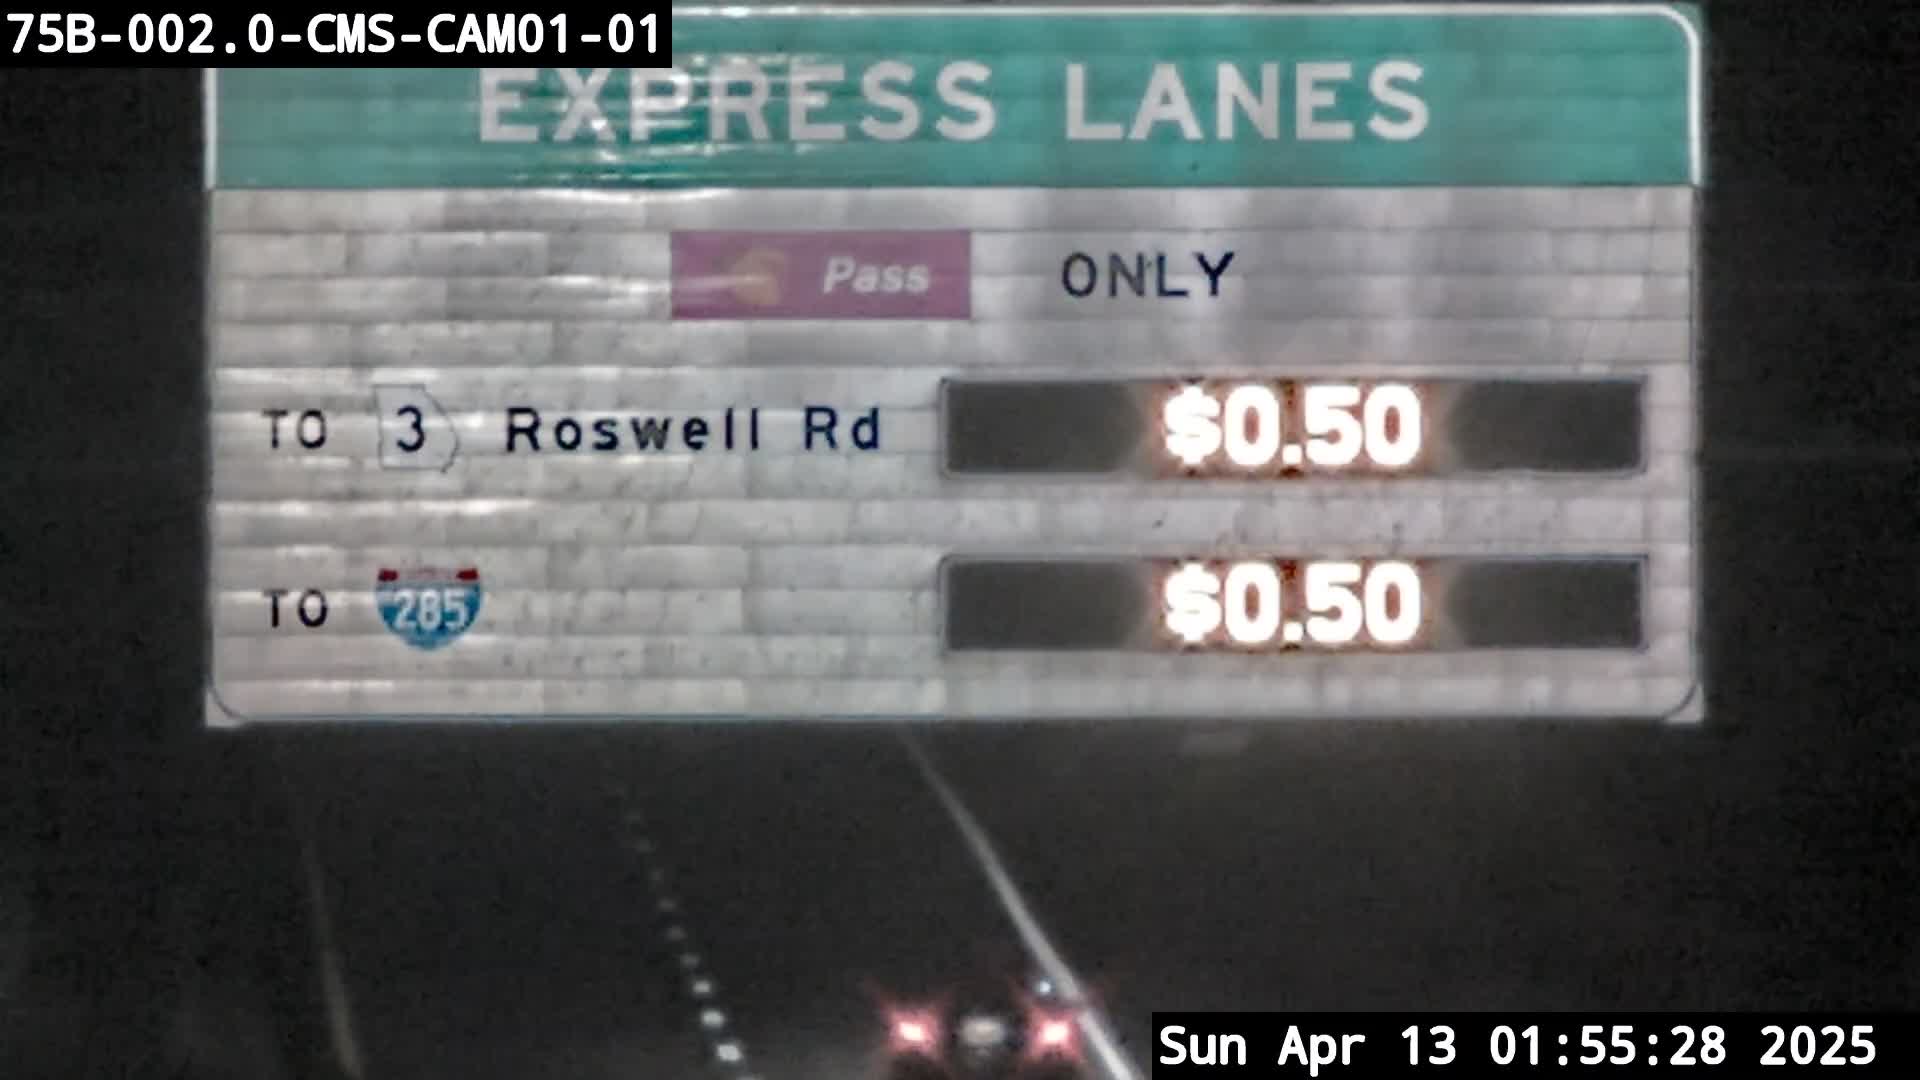 75B-002.0-CMS-CAM01-01
EXPRESS LANES
Pass ONLY
TO 3 Roswell Rd $0.50
TO 285 $0.50
Sun Apr 13 01:55:28 2025